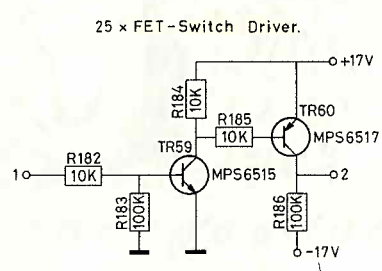 25 x FET-Switch Driver.
+17V
R184
10K
R185
10K
TR60
MPS6517
R182
10K
TR59
MPS6515
1
2
R183
100K
R186
100K
-17V